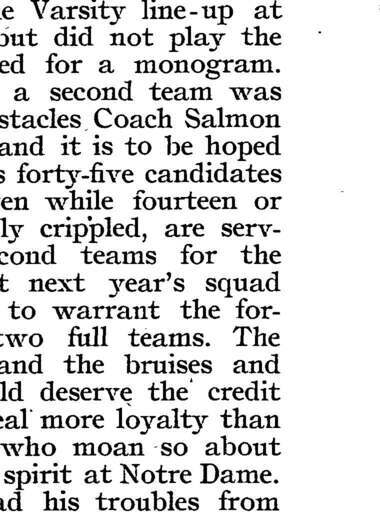 e Varsity line-up at
but did not play the
ed for a monogram.
a second team was
stacles Coach Salmon
and it is to be hoped
s forty-five candidates
en while fourteen or
ly crippled, are serv-
cond teams for the
t next year's squad
to warrant the for-
two full teams. The
and the bruises and
ld deserve the credit
eal more loyalty than
who moan so about
spirit at Notre Dame.
ad his troubles from